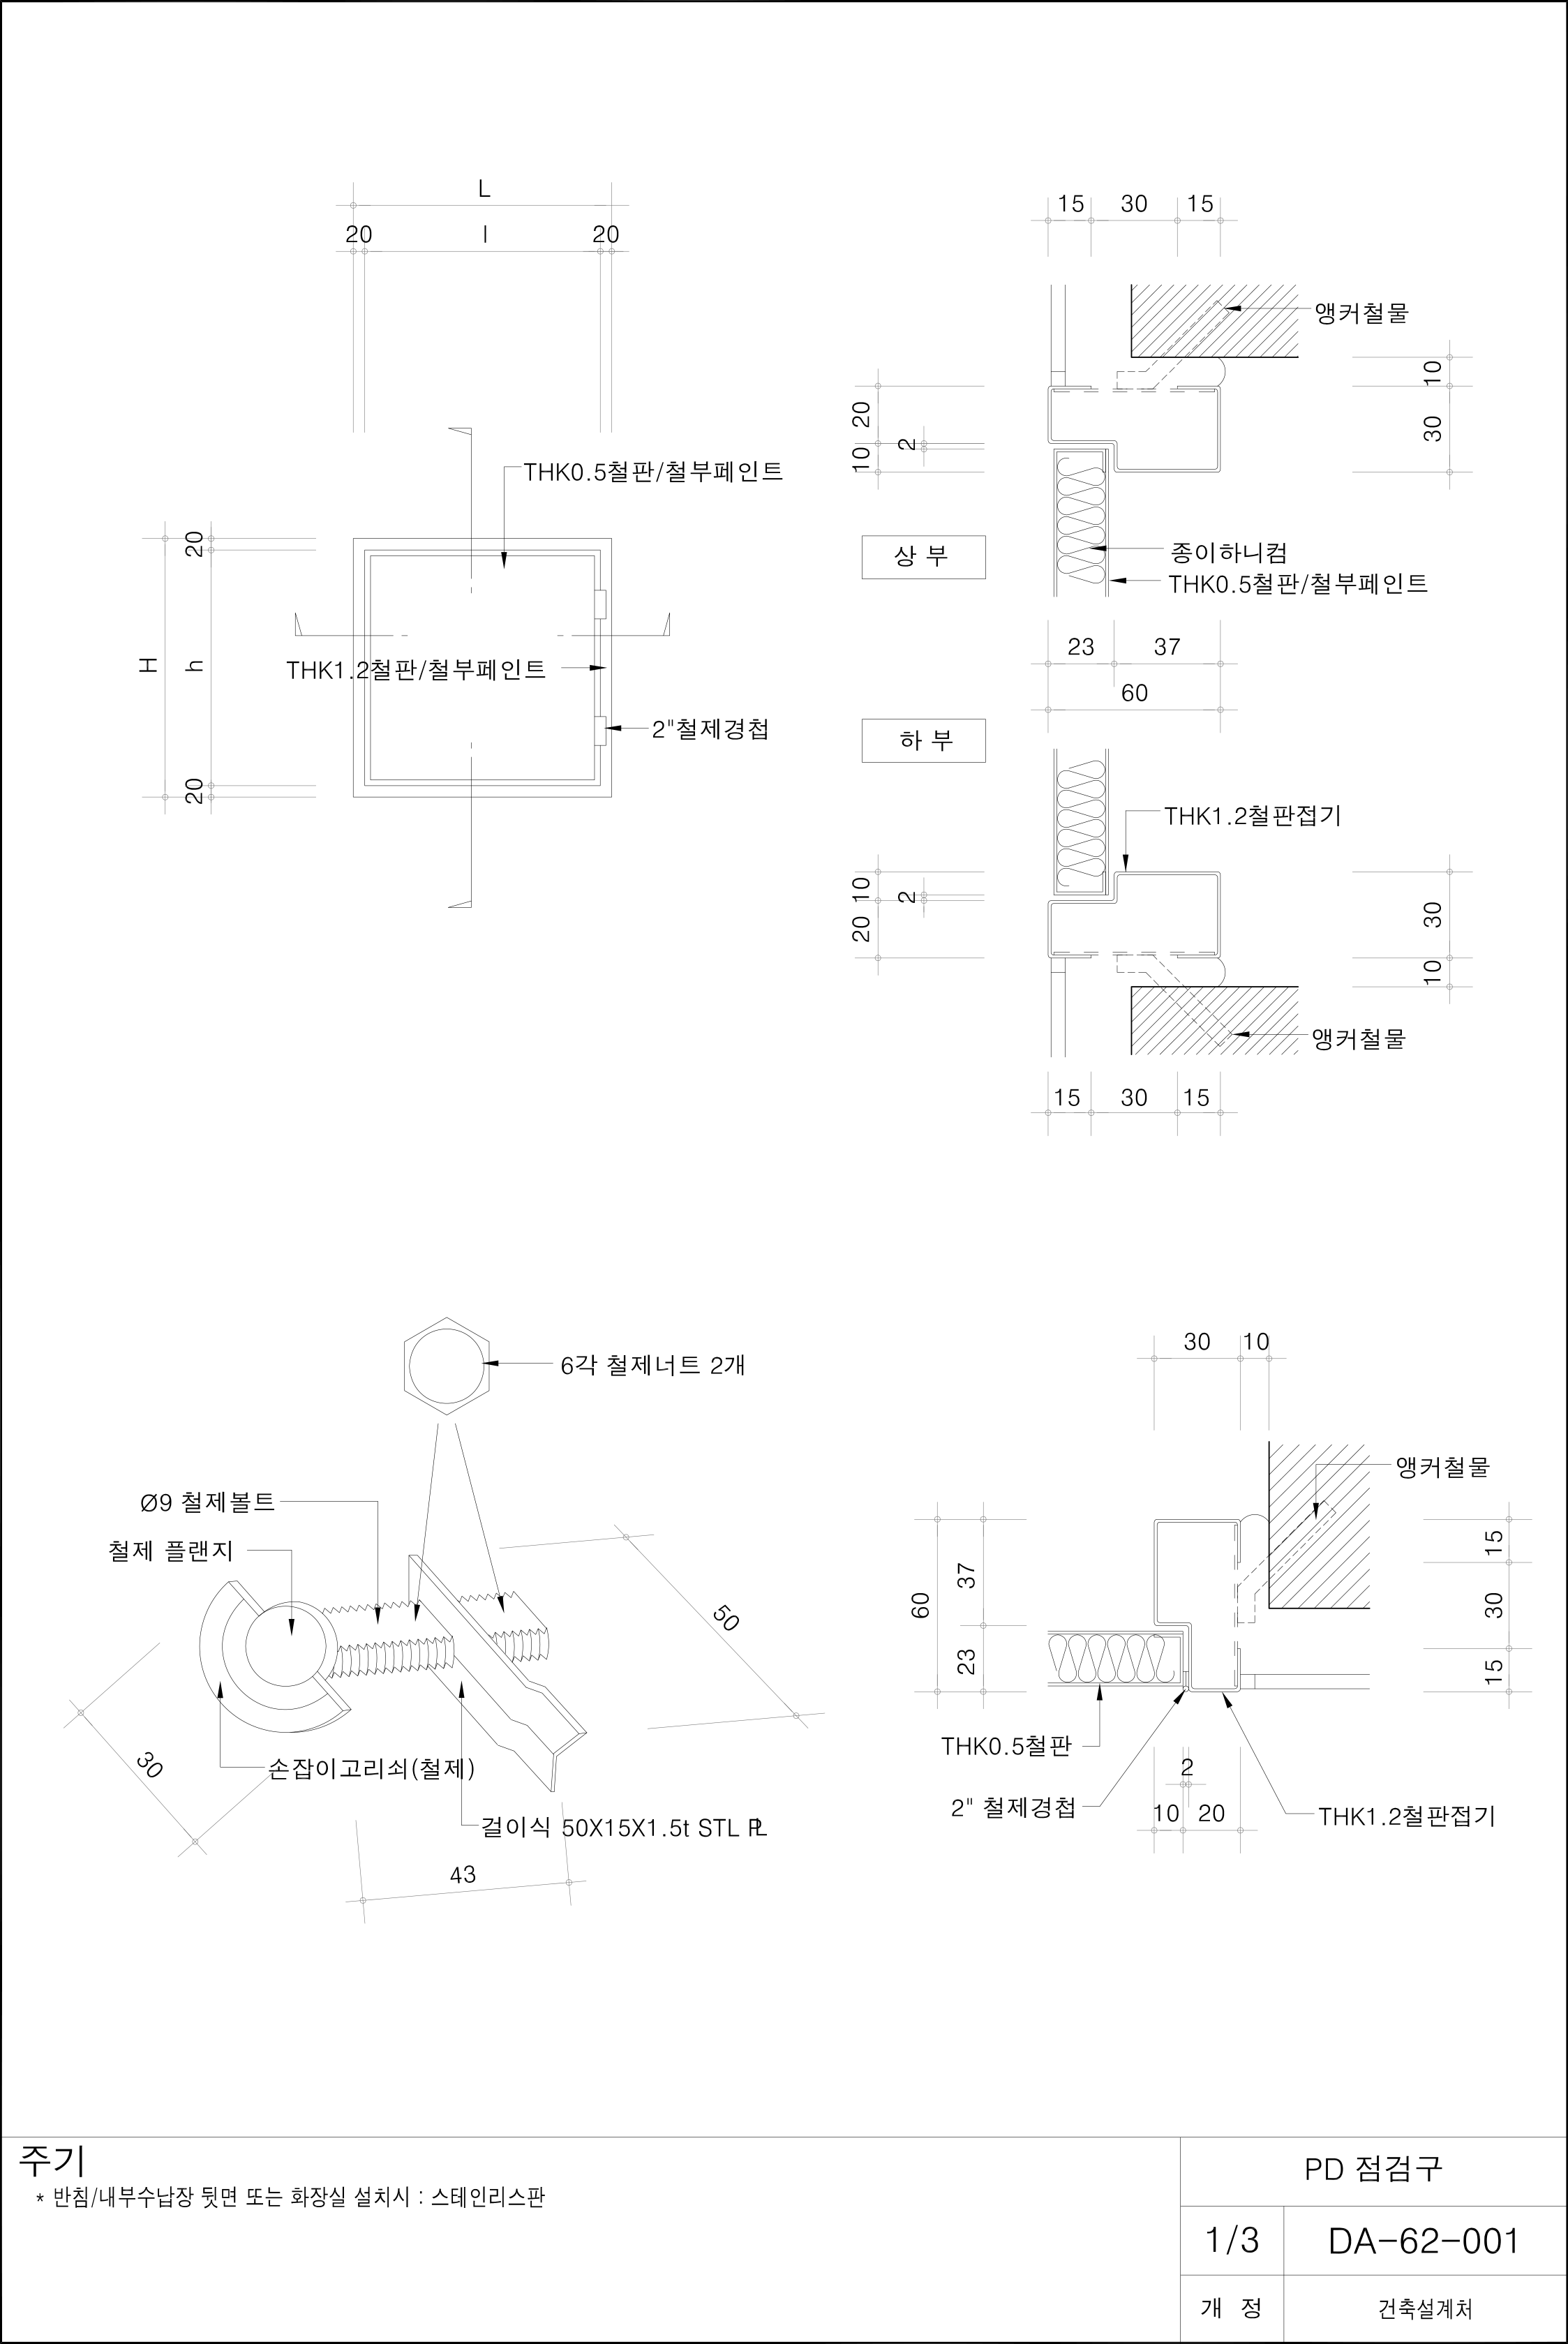 L
20 l 20
THK0.5철판/철부페인트
20
H
h
20
THK1.2철판/철부페인트
2"철제경첩
15 30 15
앵커철물
10
30
20
10
2
상 부
종이하니컴
THK0.5철판/철부페인트
23 37
60
하 부
THK1.2철판접기
10
20
2
30
10
앵커철물
15 30 15
6각 철제너트 2개
Ø9 철제볼트
철제 플랜지
50
30
손잡이고리쇠(철제)
걸이식 50X15X1.5t STL PL
43
30 10
앵커철물
60
37
23
15
30
15
THK0.5철판
2" 철제경첩
2
10 20
THK1.2철판접기
주기
* 반침/내부수납장 뒷면 또는 화장실 설치시 : 스테인리스판
PD 점검구
1/3 DA-62-001
개 정 건축설계처